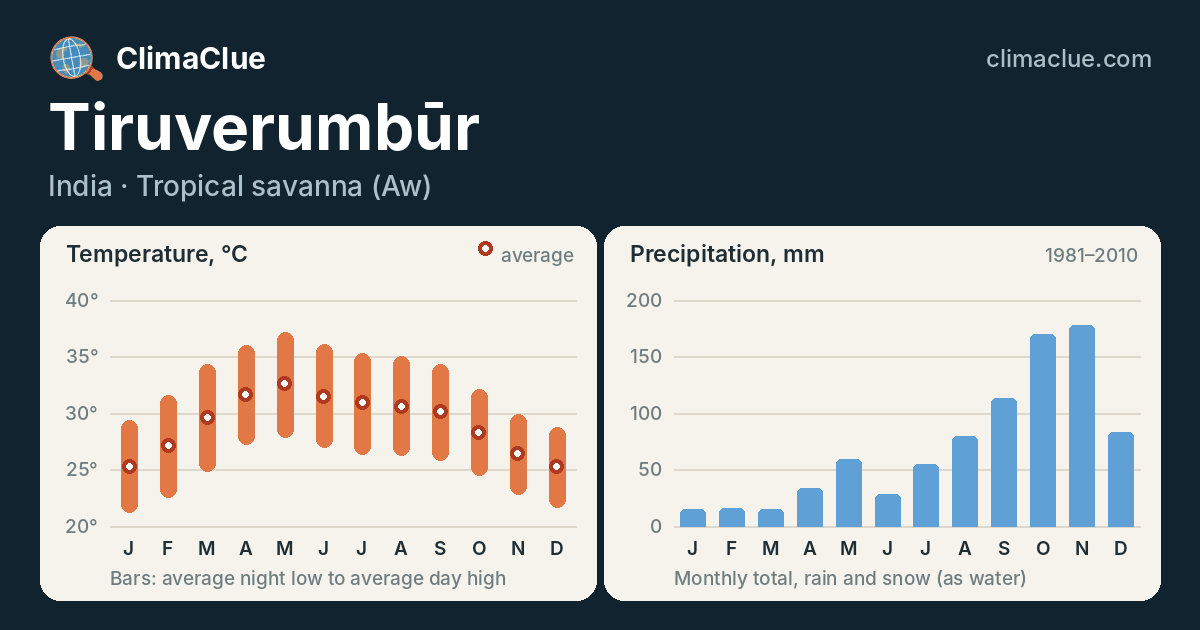 ClimaClue
climaclue.com
Tiruverumbūr
India · Tropical savanna (Aw)
Temperature, °C
average
40°
35°
30°
25°
20°
J F M A M J J A S O N D
Bars: average night low to average day high
Precipitation, mm
1981–2010
200
150
100
50
0
J F M A M J J A S O N D
Monthly total, rain and snow (as water)